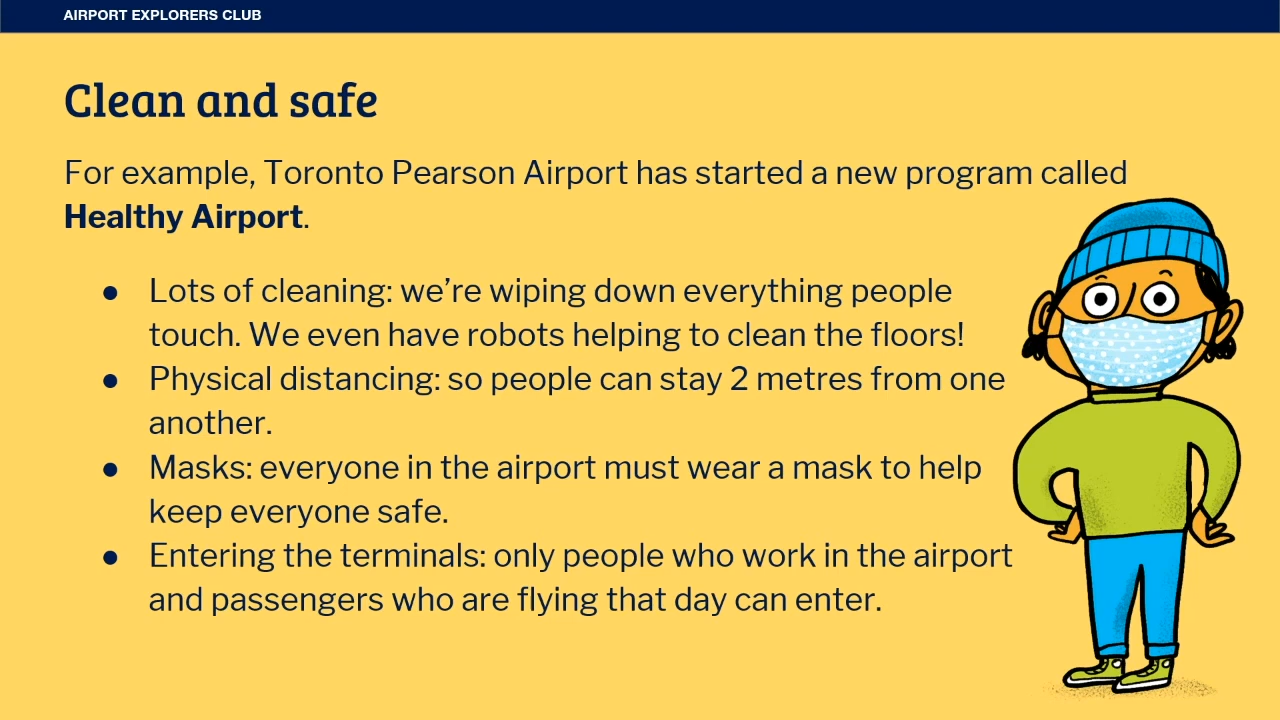 AIRPORT EXPLORERS CLUB
Clean and safe
For example, Toronto Pearson Airport has started a new program called
Healthy Airport.
● Lots of cleaning: we’re wiping down everything people
touch. We even have robots helping to clean the floors!
● Physical distancing: so people can stay 2 metres from one
another.
● Masks: everyone in the airport must wear a mask to help
keep everyone safe.
● Entering the terminals: only people who work in the airport
and passengers who are flying that day can enter.